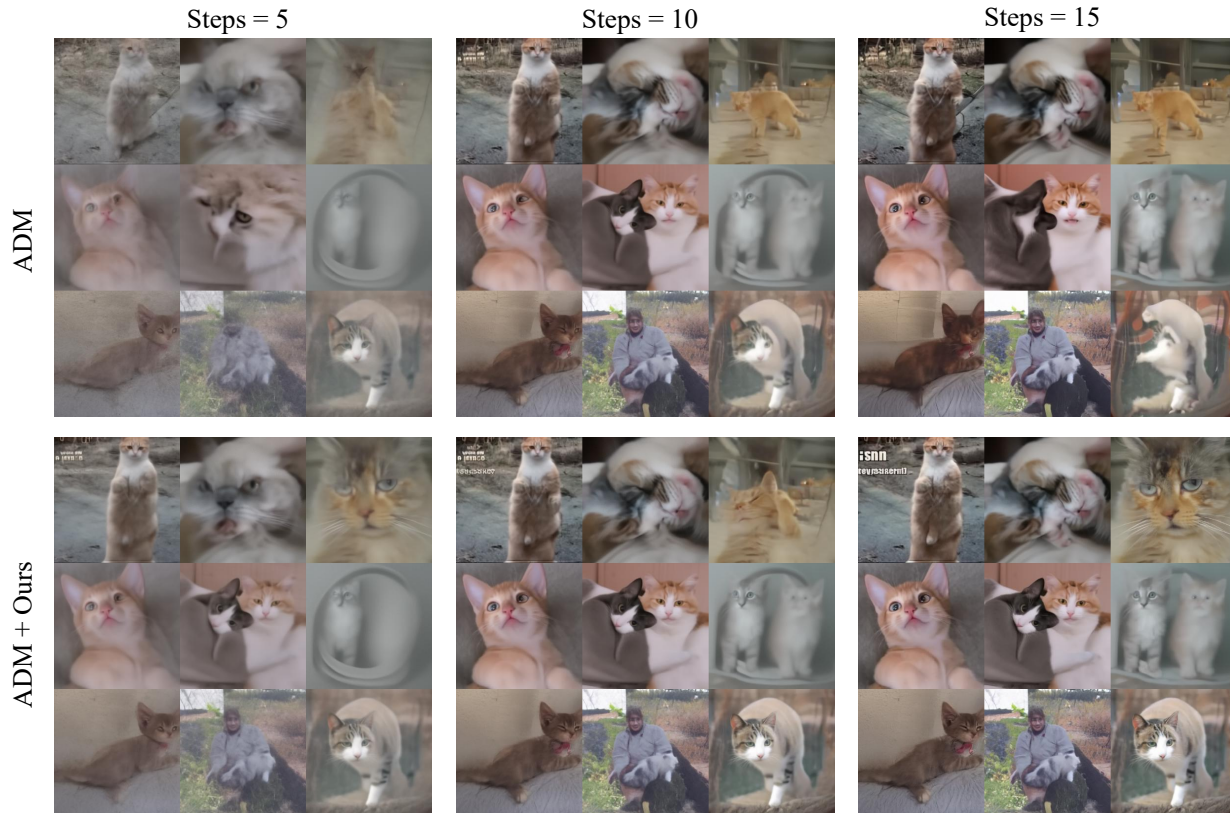 Steps = 5
Steps = 10
Steps = 15
ADM
ADM + Ours